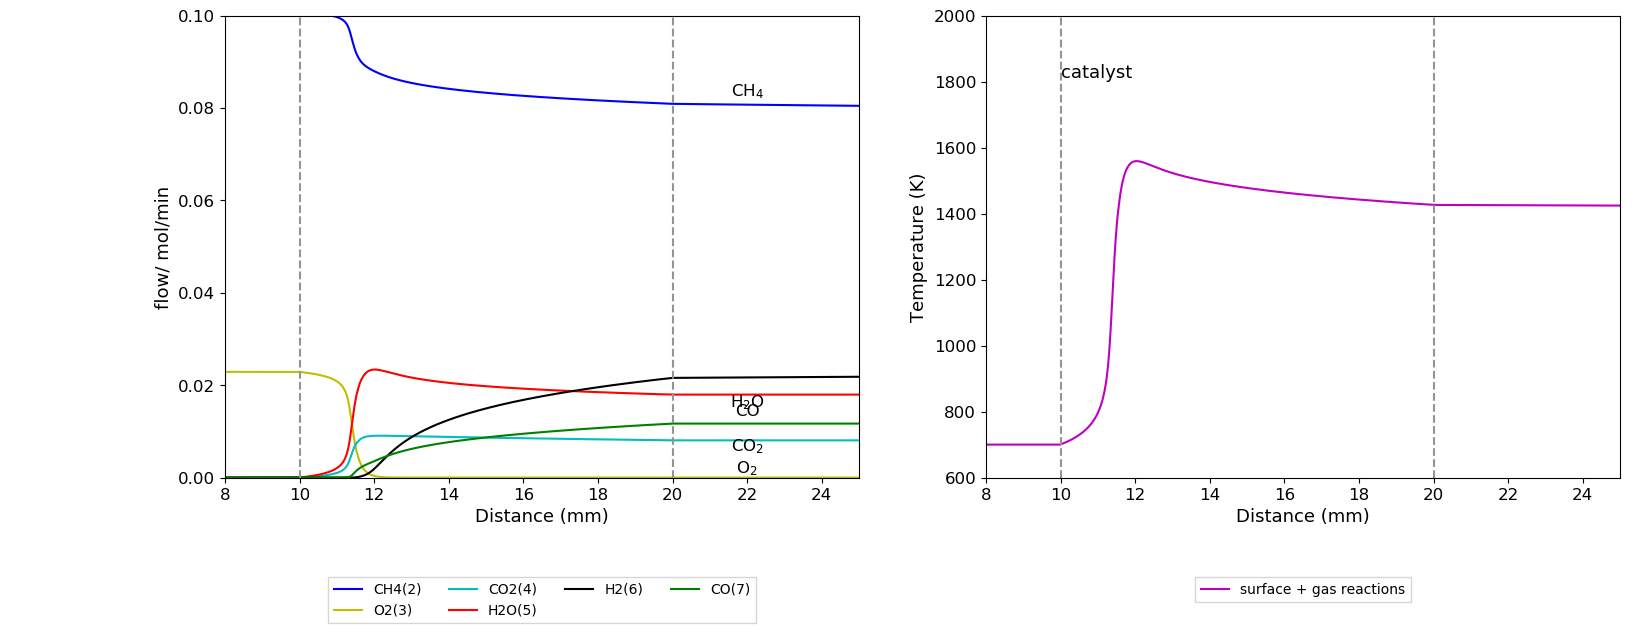 0.10
0.08
0.06
0.04
0.02
0.00
flow/ mol/min
CH₄
H₂O
CO
CO₂
O₂
8 10 12 14 16 18 20 22 24
Distance (mm)
CH4(2) CO2(4) H2(6) CO(7)
O2(3) H2O(5)
2000
1800
1600
1400
1200
1000
800
600
Temperature (K)
catalyst
8 10 12 14 16 18 20 22 24
Distance (mm)
surface + gas reactions